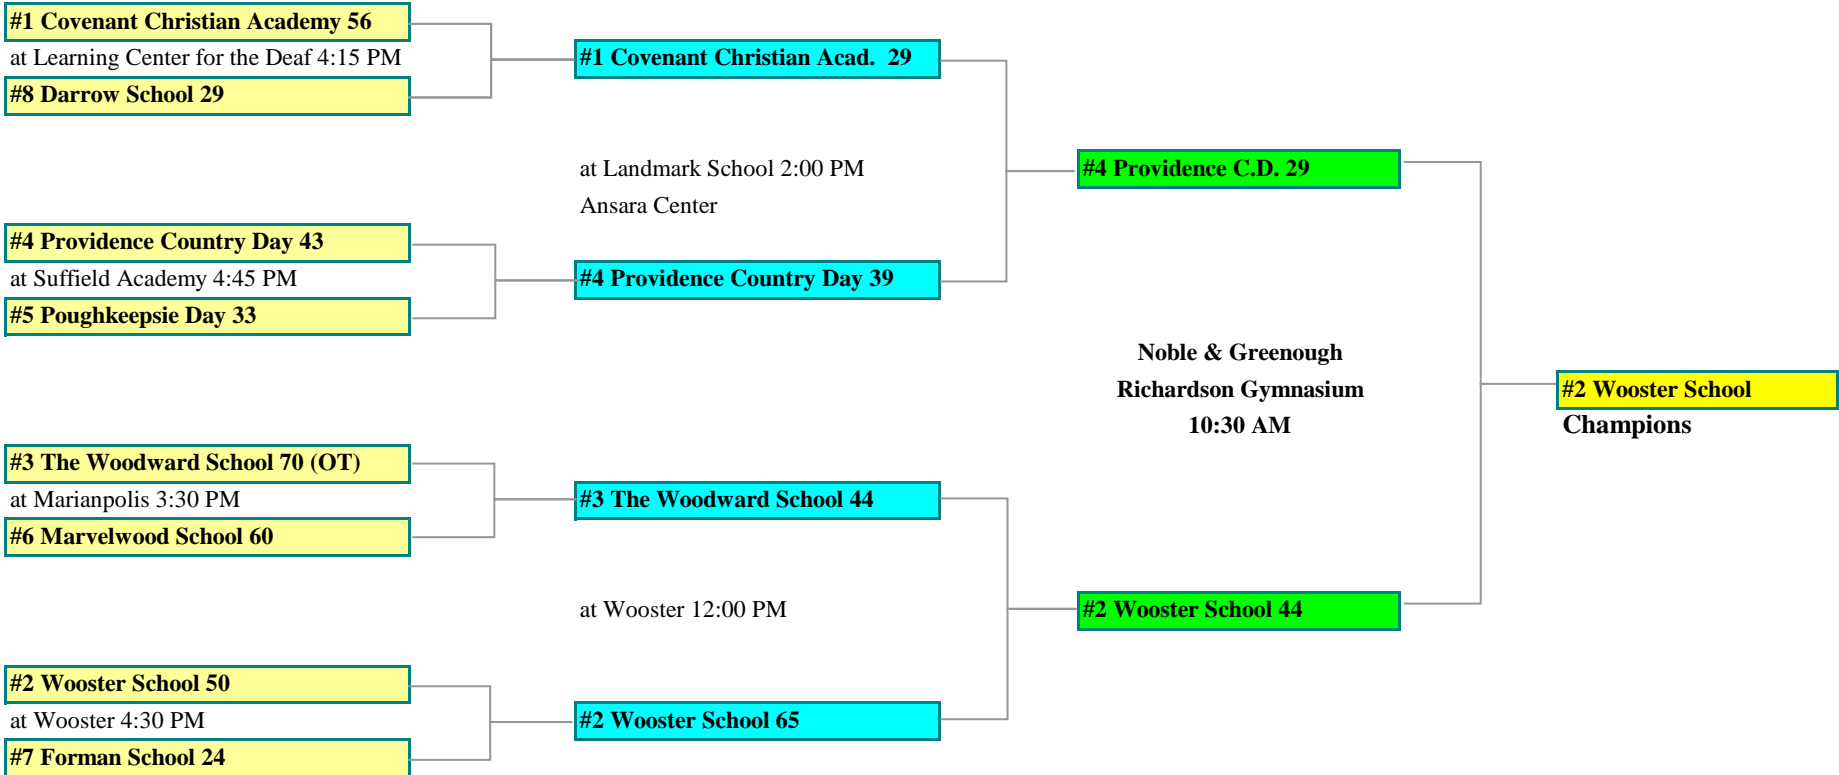 #1 Covenant Christian Academy 56
at Learning Center for the Deaf 4:15 PM
#8 Darrow School 29
#4 Providence Country Day 43
at Suffield Academy 4:45 PM
#5 Poughkeepsie Day 33
#3 The Woodward School 70 (OT)
at Marianpolis 3:30 PM
#6 Marvelwood School 60
#2 Wooster School 50
at Wooster 4:30 PM
#7 Forman School 24
#1 Covenant Christian Acad. 29
at Landmark School 2:00 PM
Ansara Center
#4 Providence Country Day 39
#3 The Woodward School 44
at Wooster 12:00 PM
#2 Wooster School 65
#4 Providence C.D. 29
Noble & Greenough
Richardson Gymnasium
10:30 AM
#2 Wooster School 44
#2 Wooster School
Champions